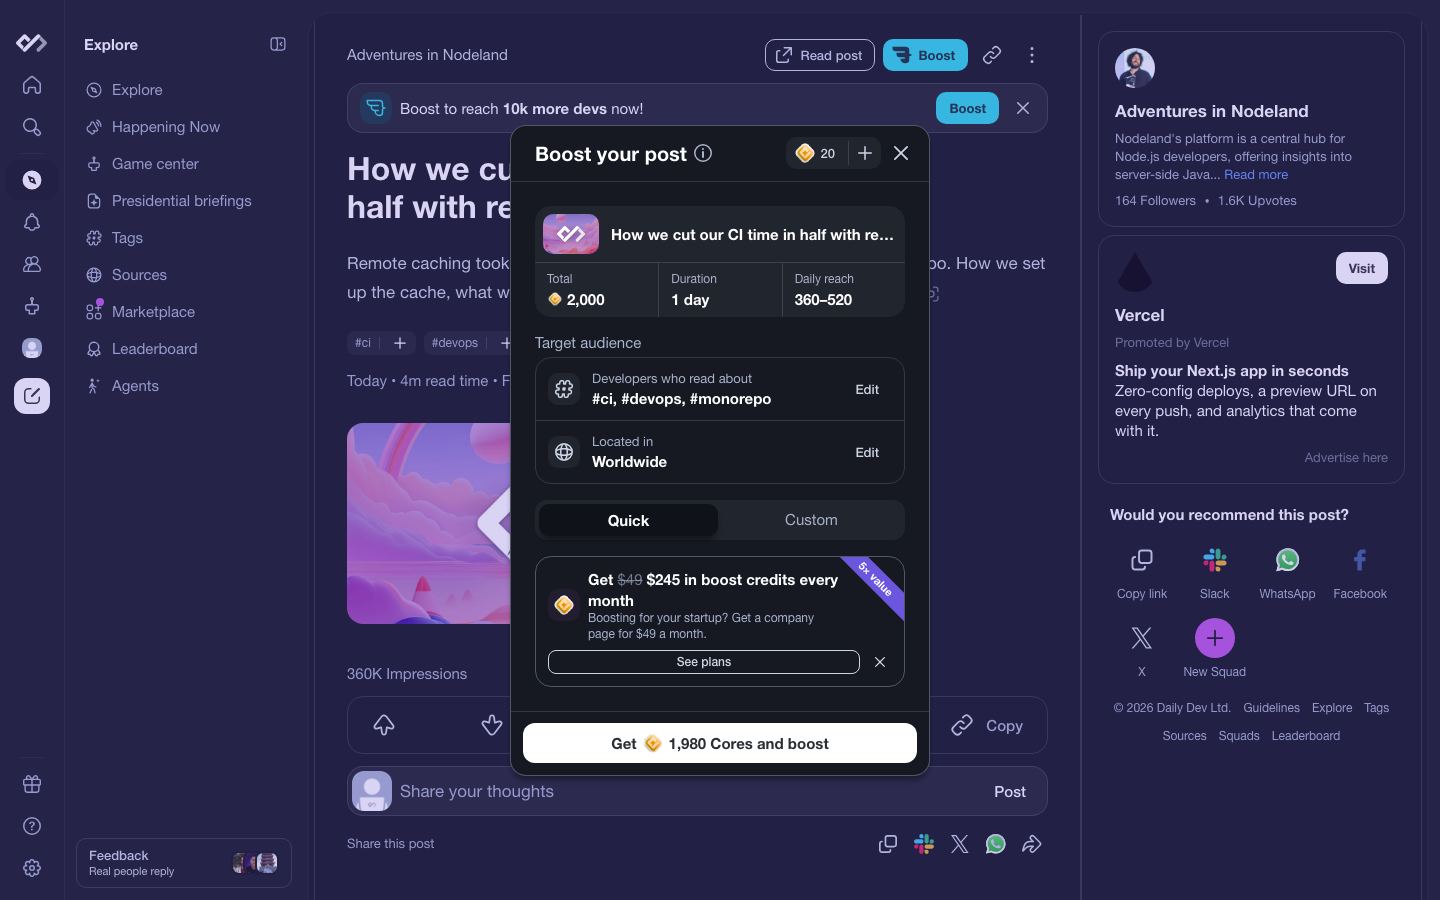 Explore
Explore
Happening Now
Game center
Presidential briefings
Tags
Sources
Marketplace
Leaderboard
Agents
Feedback
Real people reply
Adventures in Nodeland
Read post
Boost
Boost to reach 10k more devs now!
Boost
How we cu
half with re
Remote caching took
po. How we set
up the cache, what w
#ci
#devops
Today • 4m read time • F
360K Impressions
Copy
Share your thoughts
Post
Share this post
Boost your post
20
How we cut our CI time in half with re...
Total
Duration
Daily reach
2,000
1 day
360–520
Target audience
Developers who read about
#ci, #devops, #monorepo
Edit
Located in
Worldwide
Edit
Quick
Custom
Get $49 $245 in boost credits every
month
5x value
Boosting for your startup? Get a company
page for $49 a month.
See plans
Get 1,980 Cores and boost
Adventures in Nodeland
Nodeland's platform is a central hub for
Node.js developers, offering insights into
server-side Java... Read more
164 Followers • 1.6K Upvotes
Visit
Vercel
Promoted by Vercel
Ship your Next.js app in seconds
Zero-config deploys, a preview URL on
every push, and analytics that come
with it.
Advertise here
Would you recommend this post?
Copy link
Slack
WhatsApp
Facebook
X
New Squad
© 2026 Daily Dev Ltd. Guidelines Explore Tags
Sources Squads Leaderboard